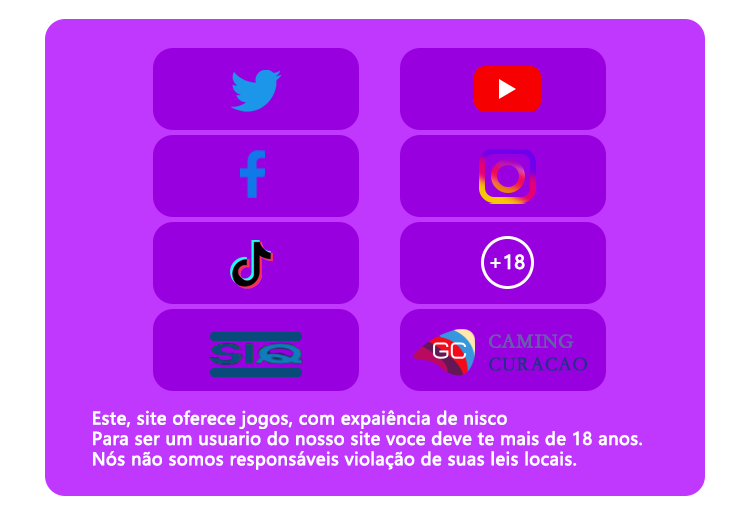 +18
SIQ
GC
CAMING
CURACAO
Este, site oferece jogos, com expaiência de nisco
Para ser um usuario do nosso site voce deve te mais de 18 anos.
Nós não somos responsáveis violação de suas leis locais.